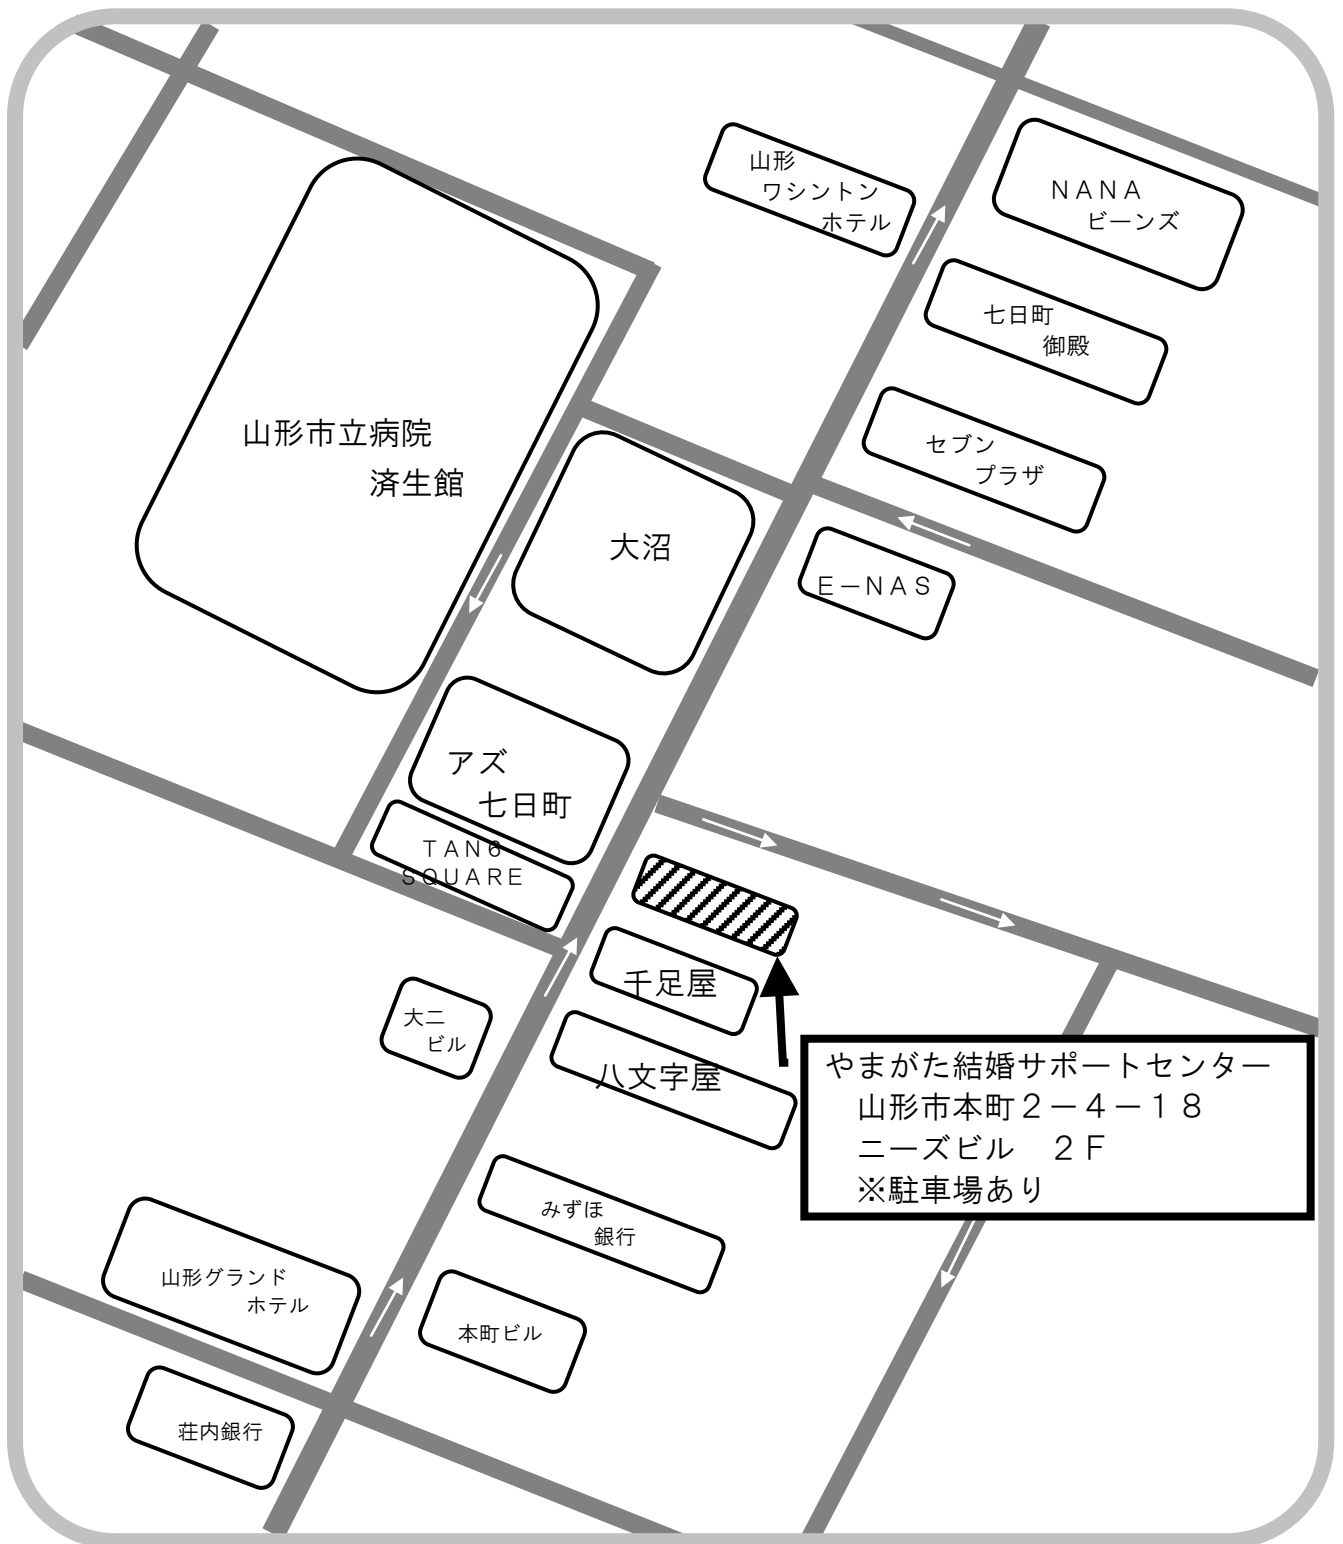 山形
ワシントン
ホテル
ＮＡＮＡ
ビーンズ
七日町
御殿
セブン
プラザ
山形市立病院
済生館
大沼
Ｅ－ＮＡＳ
アズ
七日町
ＴＡＮ６
ＳＱＵＡＲＥ
千足屋
大二
ビル
八文字屋
やまがた結婚サポートセンター
山形市本町２－４－１８
ニーズビル　２Ｆ
※駐車場あり
みずほ
銀行
山形グランド
ホテル
本町ビル
荘内銀行